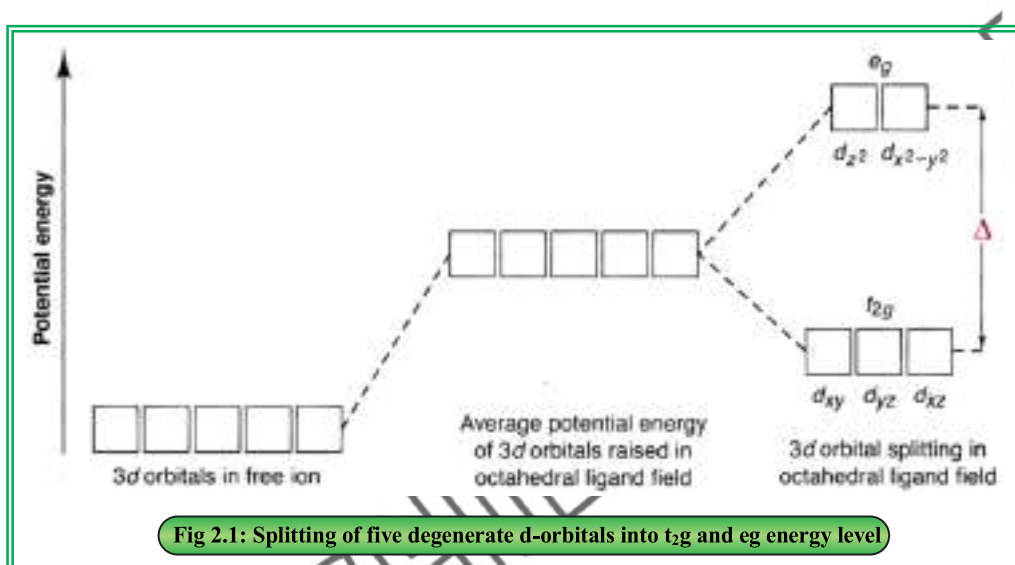 Potential energy
e₉
d_z² d_x²−y²
Δ
t₂g
d_xy d_yz d_xz
3d orbitals in free ion
Average potential energy
of 3d orbitals raised in
octahedral ligand field
3d orbital splitting in
octahedral ligand field
Fig 2.1: Splitting of five degenerate d-orbitals into t₂g and eg energy level